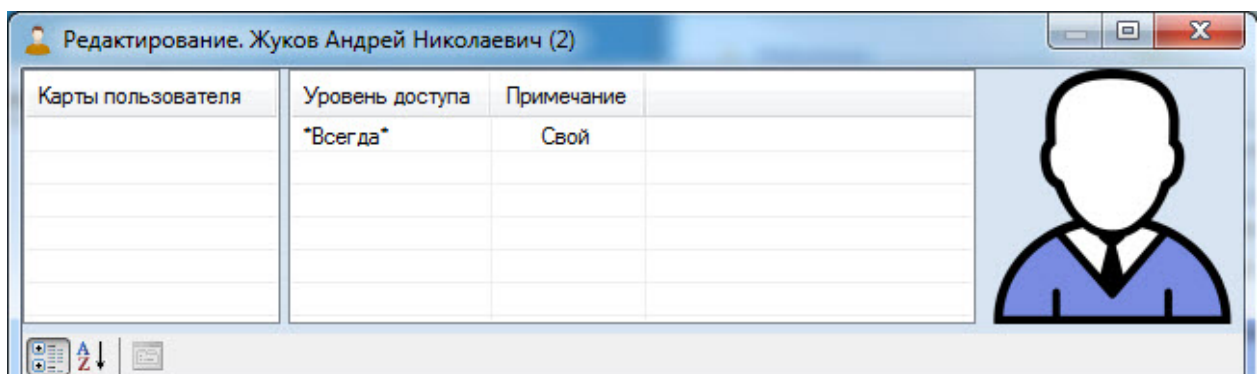 Редактирование. Жуков Андрей Николаевич (2)
Карты пользователя Уровень доступа Примечание
*Всегда* Свой
A
Z